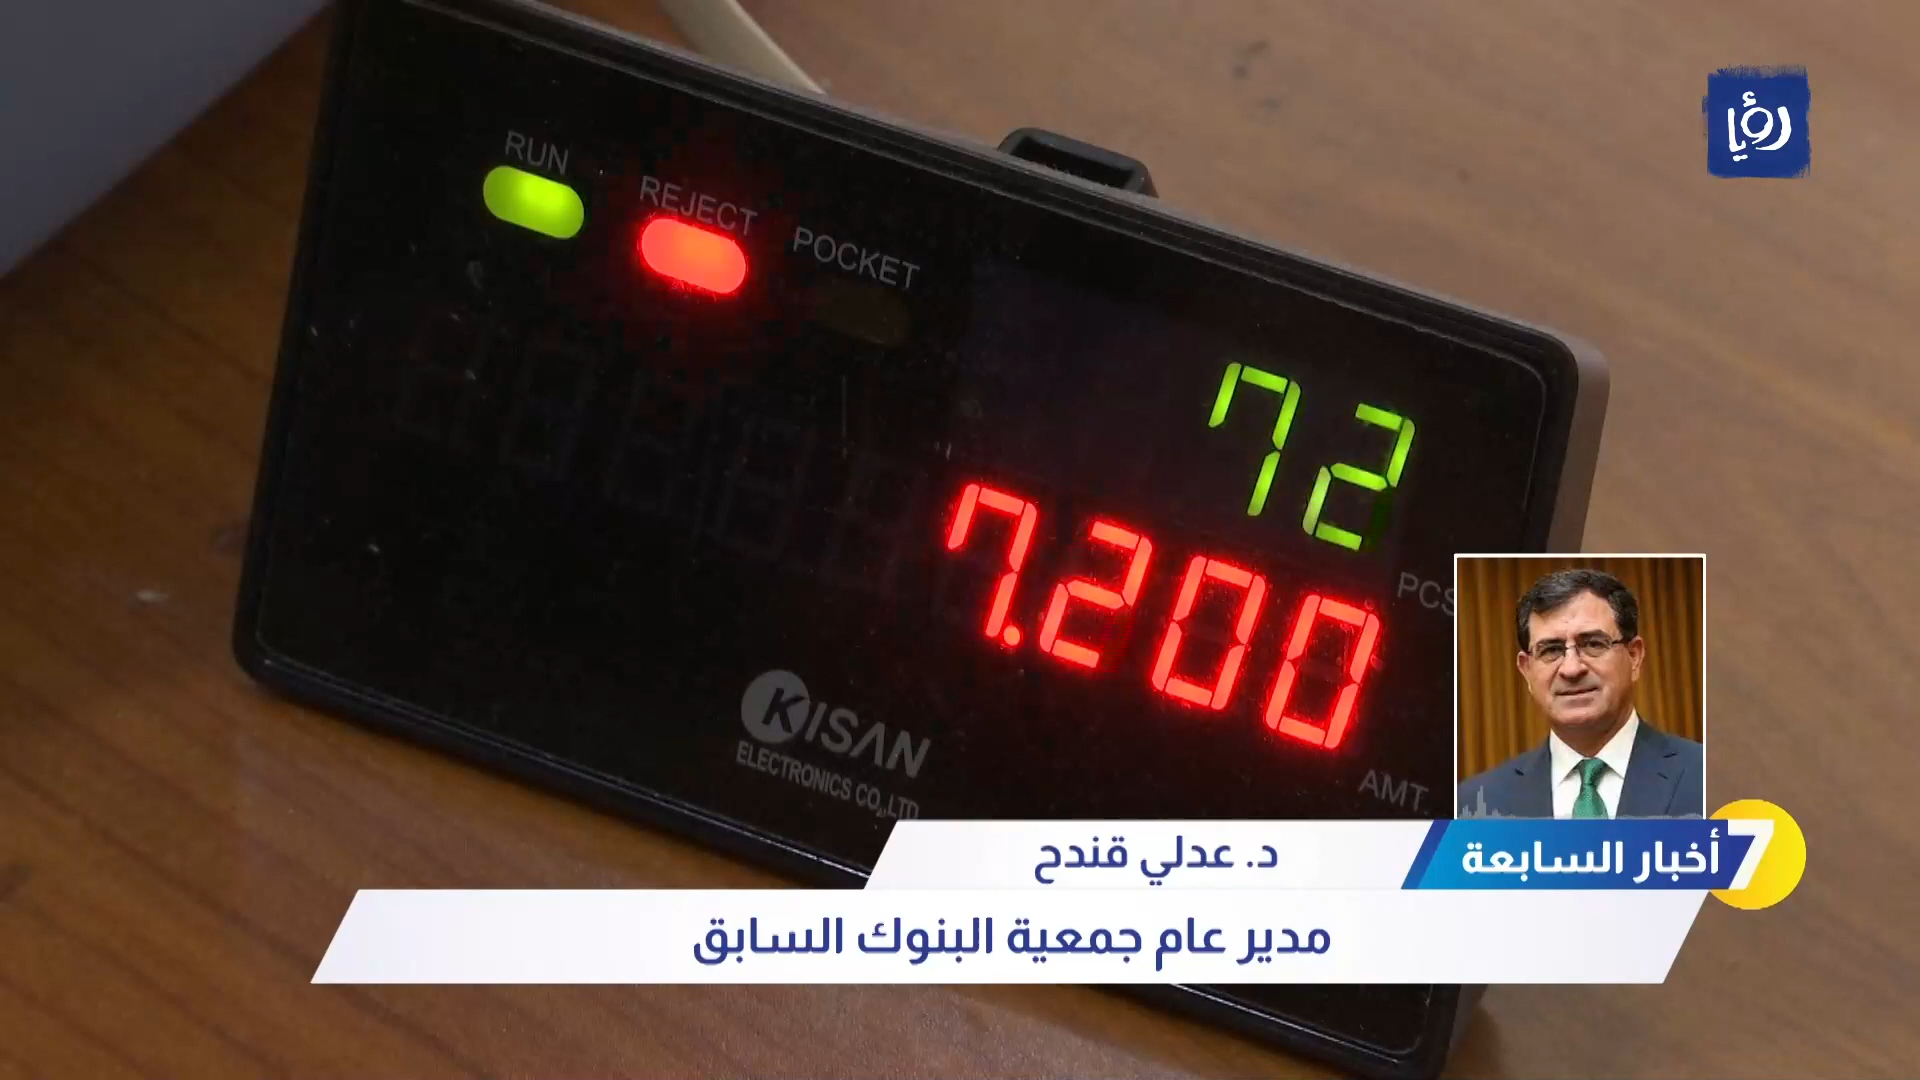 رؤيا
RUN
REJECT
POCKET
72
PCS
7.200
AMT.
KISAN
ELECTRONICS CO.,LTD
أخبار السابعة 7
د. عدلي قندح
مدير عام جمعية البنوك السابق